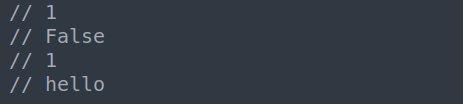 // 1
// False
// 1
// hello